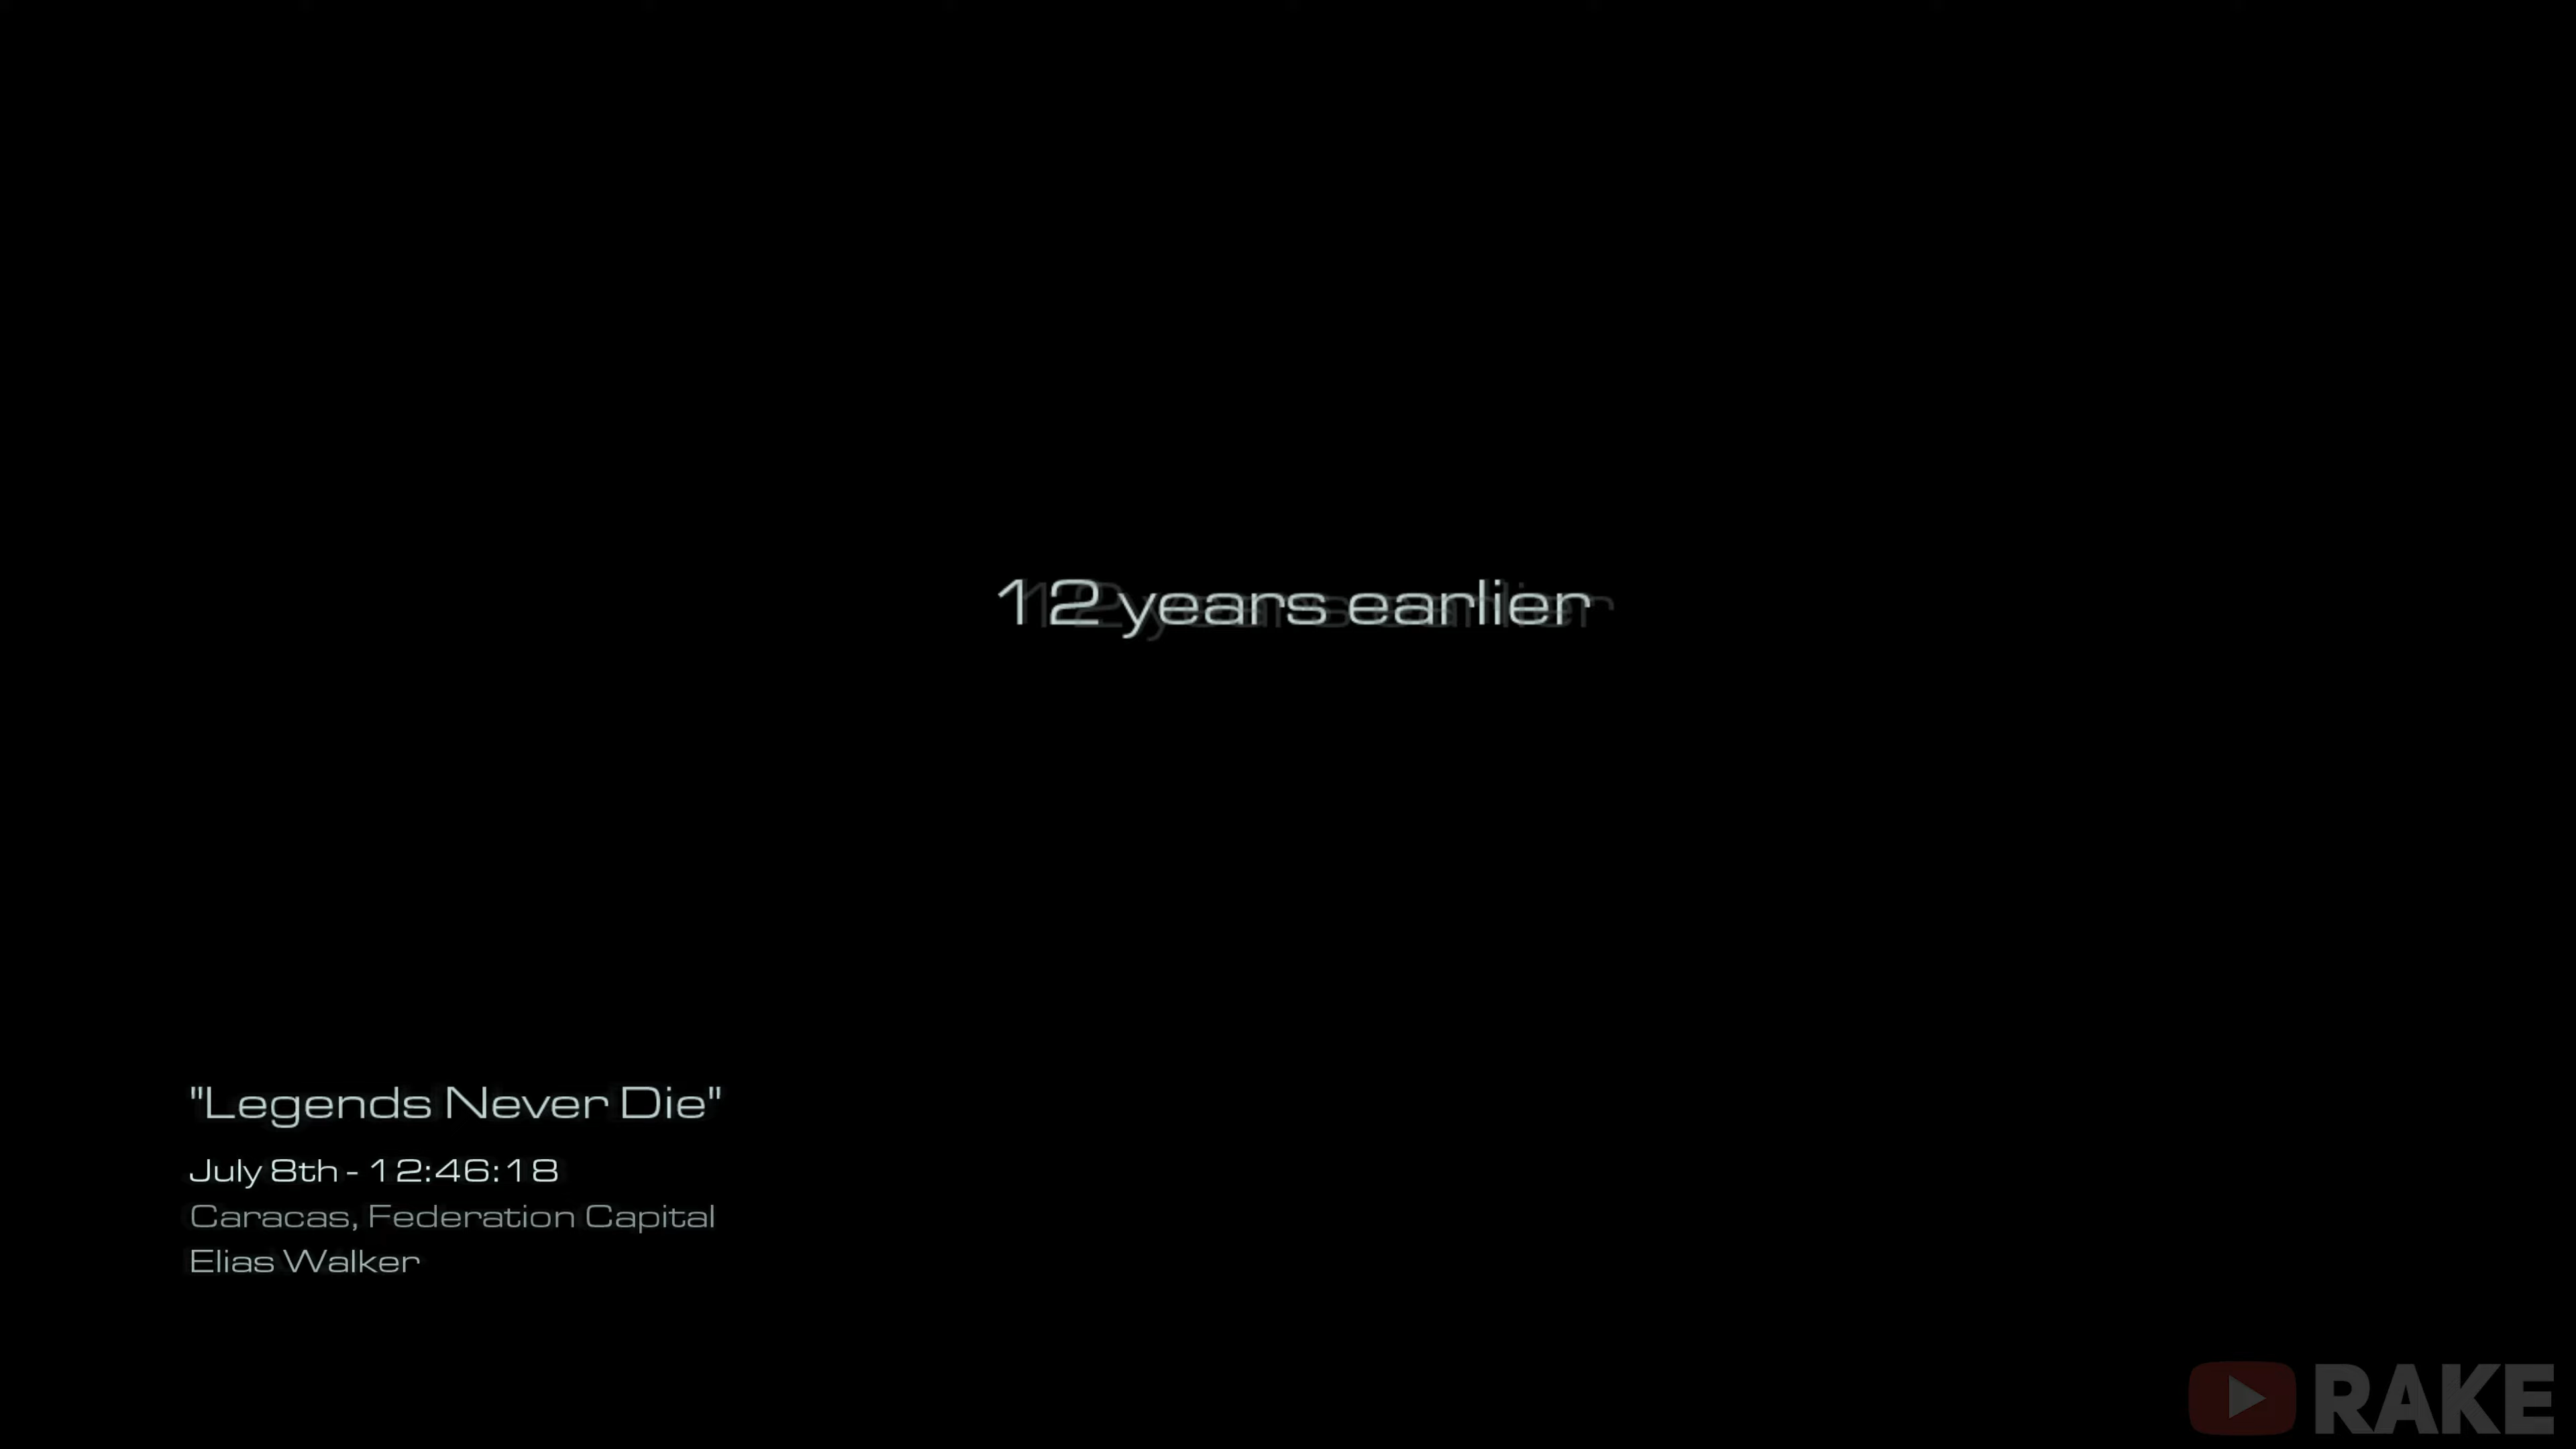 12 years earlier
"Legends Never Die"
July 8th - 12:46:18
Caracas, Federation Capital
Elias Walker
RAKE